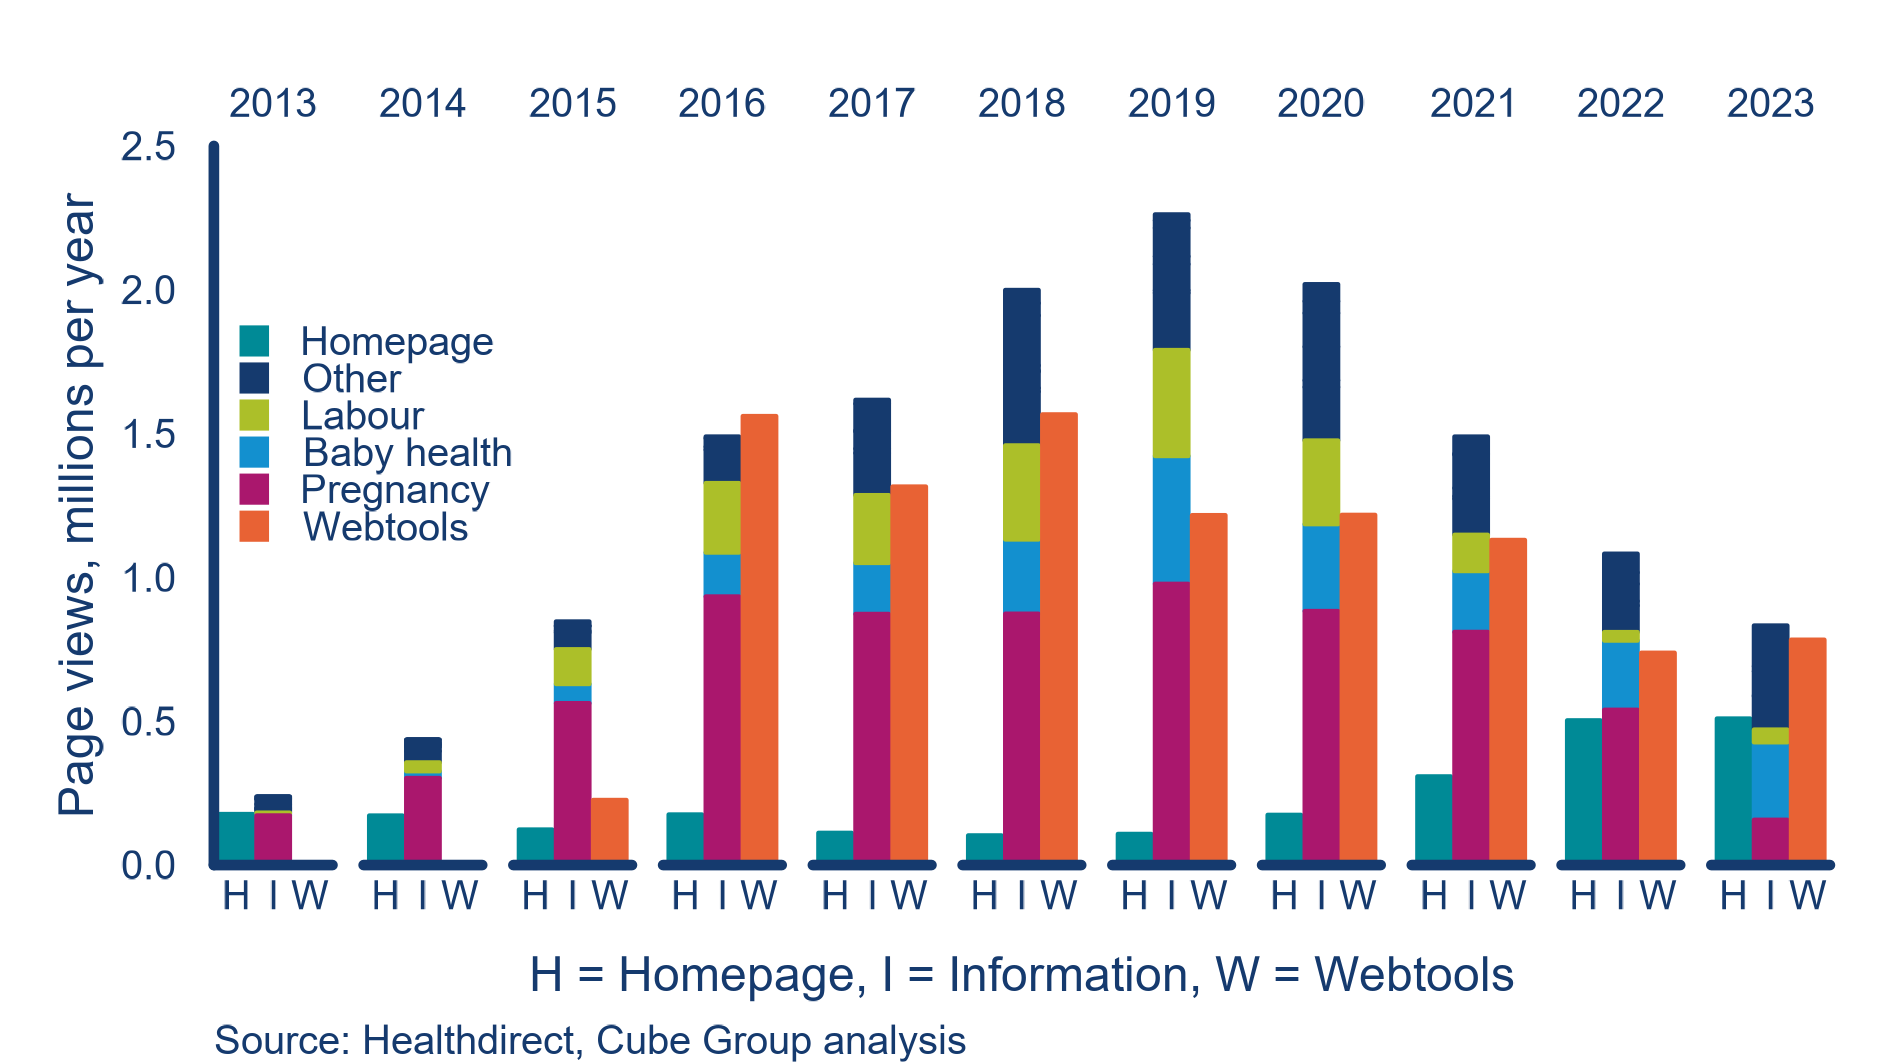 2013 2014 2015 2016 2017 2018 2019 2020 2021 2022 2023
Page views, millions per year
2.5
2.0
1.5
1.0
0.5
0.0
Homepage
Other
Labour
Baby health
Pregnancy
Webtools
H I W H I W H I W H I W H I W H I W H I W H I W H I W H I W H I W
H = Homepage, I = Information, W = Webtools
Source: Healthdirect, Cube Group analysis